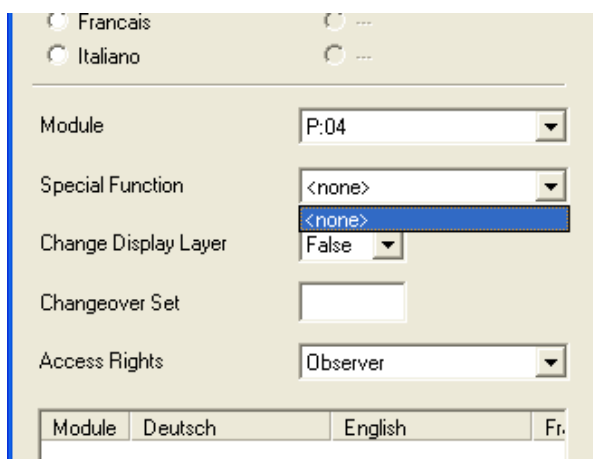 Francais ---
Italiano ---
Module P:04
Special Function <none>
<none>
Change Display Layer False
Changeover Set
Access Rights Observer
Module Deutsch English Fr